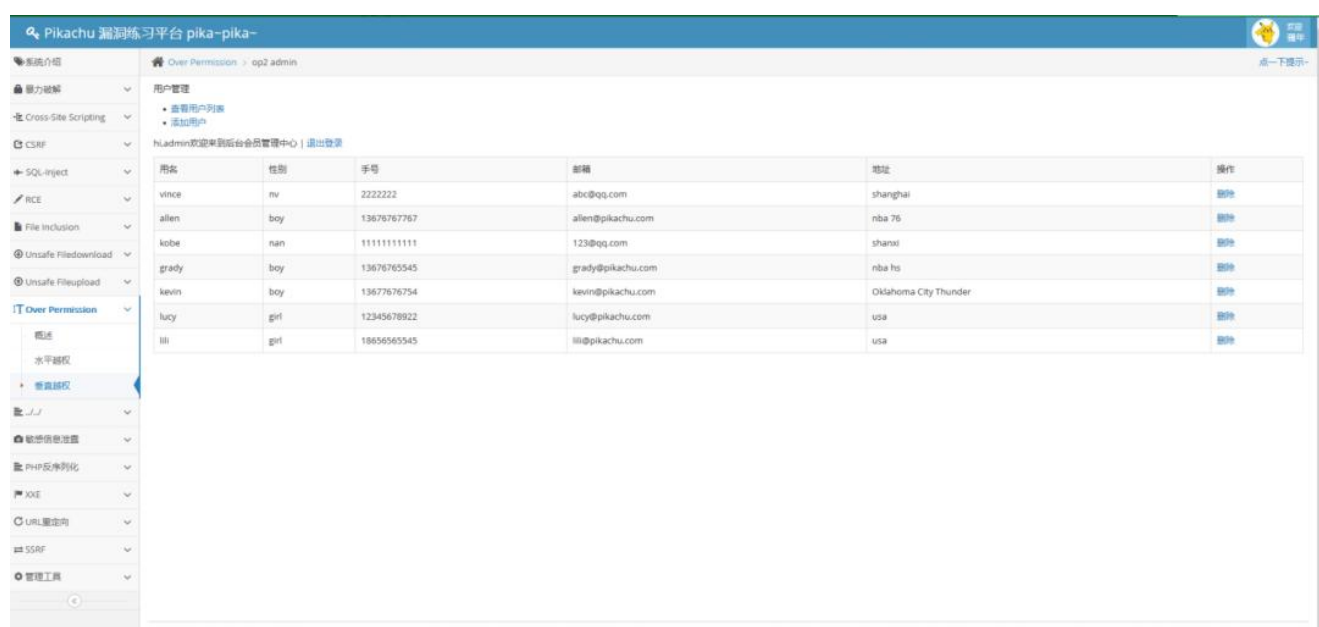 Pikachu 漏洞练习平台 pika~pika~
欢迎
骚年
系统介绍
Over Permission > op2 admin
点一下提示~
暴力破解
Cross-Site Scripting
CSRF
SQL-Inject
RCE
File Inclusion
Unsafe Filedownload
Unsafe Fileupload
Over Permission
概述
水平越权
垂直越权
../../
敏感信息泄露
PHP反序列化
XXE
URL重定向
SSRF
管理工具
用户管理
查看用户列表
添加用户
hi,admin欢迎来到后台会员管理中心 | 退出登录
用名 性别 手号 邮箱 地址 操作
vince nv 2222222 abc@qq.com shanghai 删除
allen boy 13676767767 allen@pikachu.com nba 76 删除
kobe nan 11111111111 123@qq.com shanxi 删除
grady boy 13676765545 grady@pikachu.com nba hs 删除
kevin boy 13677676754 kevin@pikachu.com Oklahoma City Thunder 删除
lucy girl 12345678922 lucy@pikachu.com usa 删除
lili girl 18656565545 lili@pikachu.com usa 删除